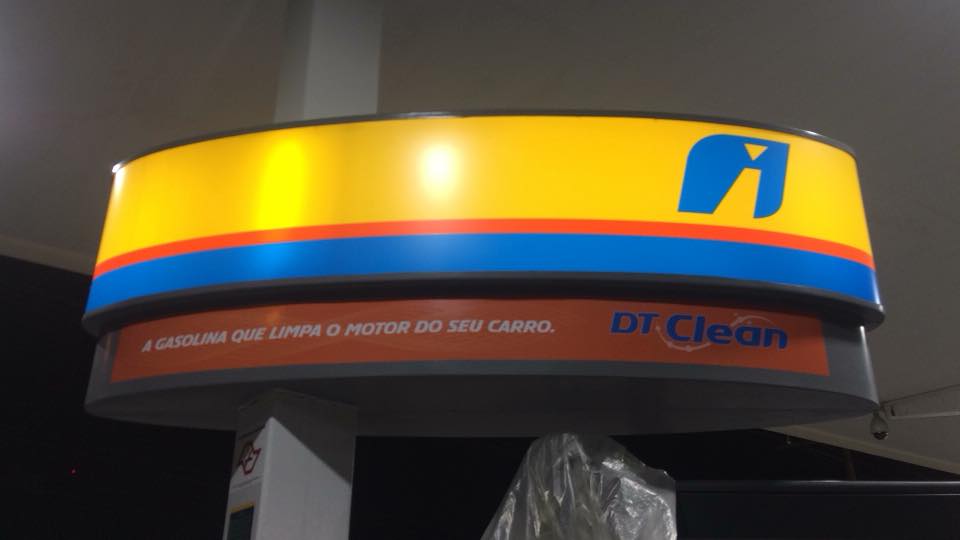 A GASOLINA QUE LIMPA O MOTOR DO SEU CARRO. DT Clean